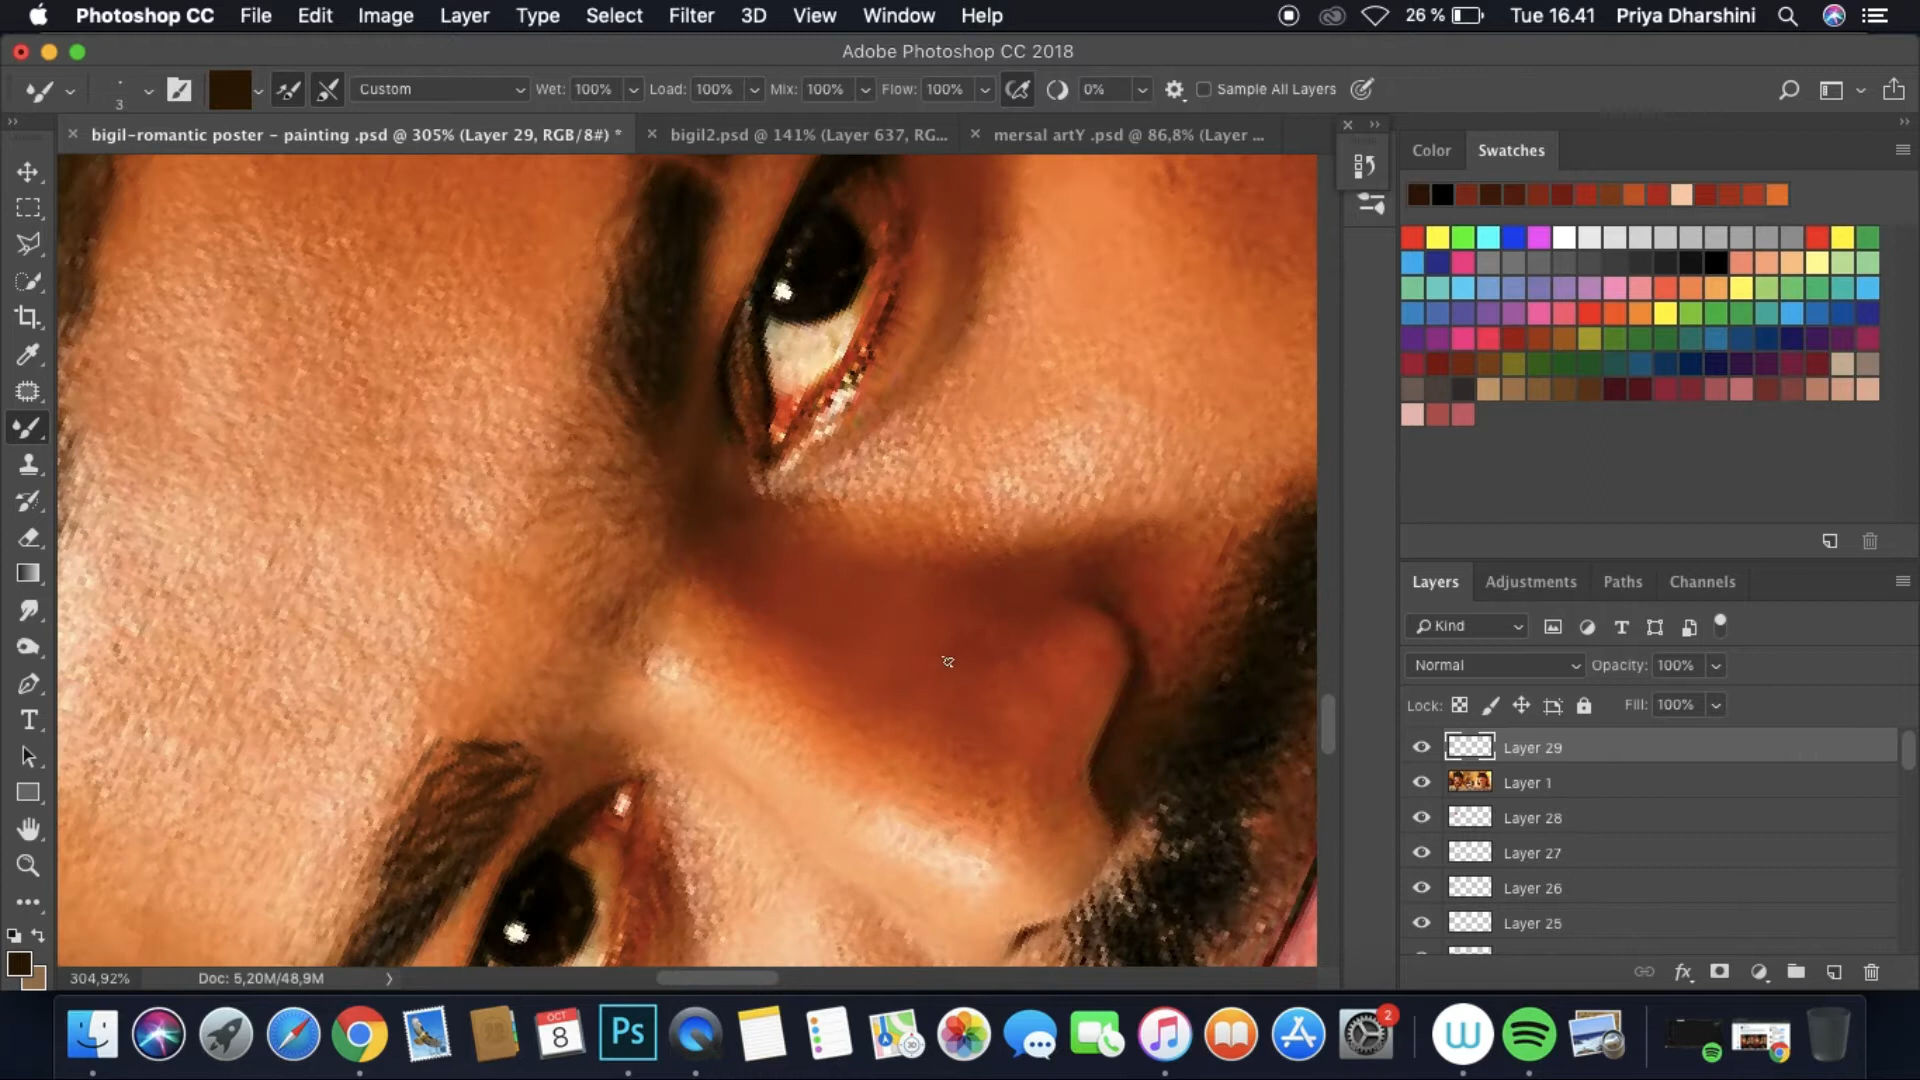 Photoshop CC File Edit Image Layer Type Select Filter 3D View Window Help 26 % Tue 16.41 Priya Dharshini
Adobe Photoshop CC 2018
3 Custom Wet: 100% Load: 100% Mix: 100% Flow: 100% 0% Sample All Layers
bigil-romantic poster - painting .psd @ 305% (Layer 29, RGB/8#) * bigil2.psd @ 141% (Layer 637, RG... mersal artY .psd @ 86,8% (Layer ...
Color Swatches
Layers Adjustments Paths Channels
Kind
Normal Opacity: 100%
Lock: Fill: 100%
Layer 29
Layer 1
Layer 28
Layer 27
Layer 26
Layer 25
304,92% Doc: 5,20M/48,9M
OCT
8
Ps
3D
2
W